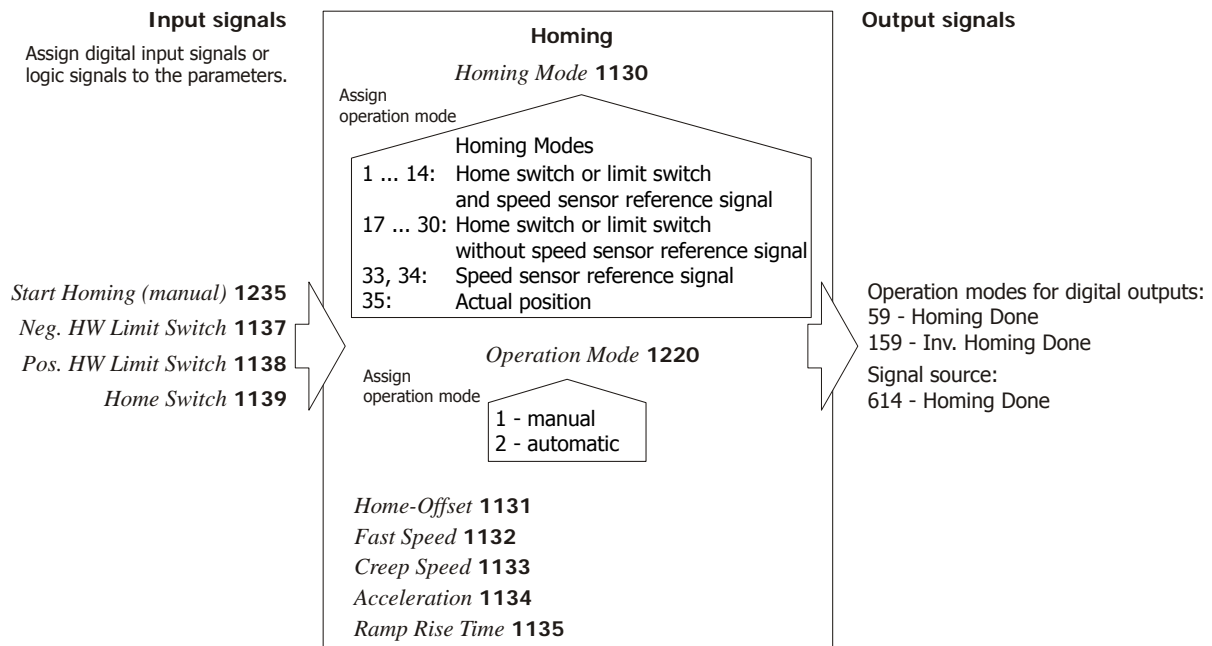 Input signals
Assign digital input signals or
logic signals to the parameters.
Start Homing (manual) 1235
Neg. HW Limit Switch 1137
Pos. HW Limit Switch 1138
Home Switch 1139
Homing
Homing Mode 1130
Assign
operation mode
Homing Modes
1 ... 14: Home switch or limit switch
and speed sensor reference signal
17 ... 30: Home switch or limit switch
without speed sensor reference signal
33, 34: Speed sensor reference signal
35: Actual position
Operation Mode 1220
Assign
operation mode
1 - manual
2 - automatic
Home-Offset 1131
Fast Speed 1132
Creep Speed 1133
Acceleration 1134
Ramp Rise Time 1135
Output signals
Operation modes for digital outputs:
59 - Homing Done
159 - Inv. Homing Done
Signal source:
614 - Homing Done